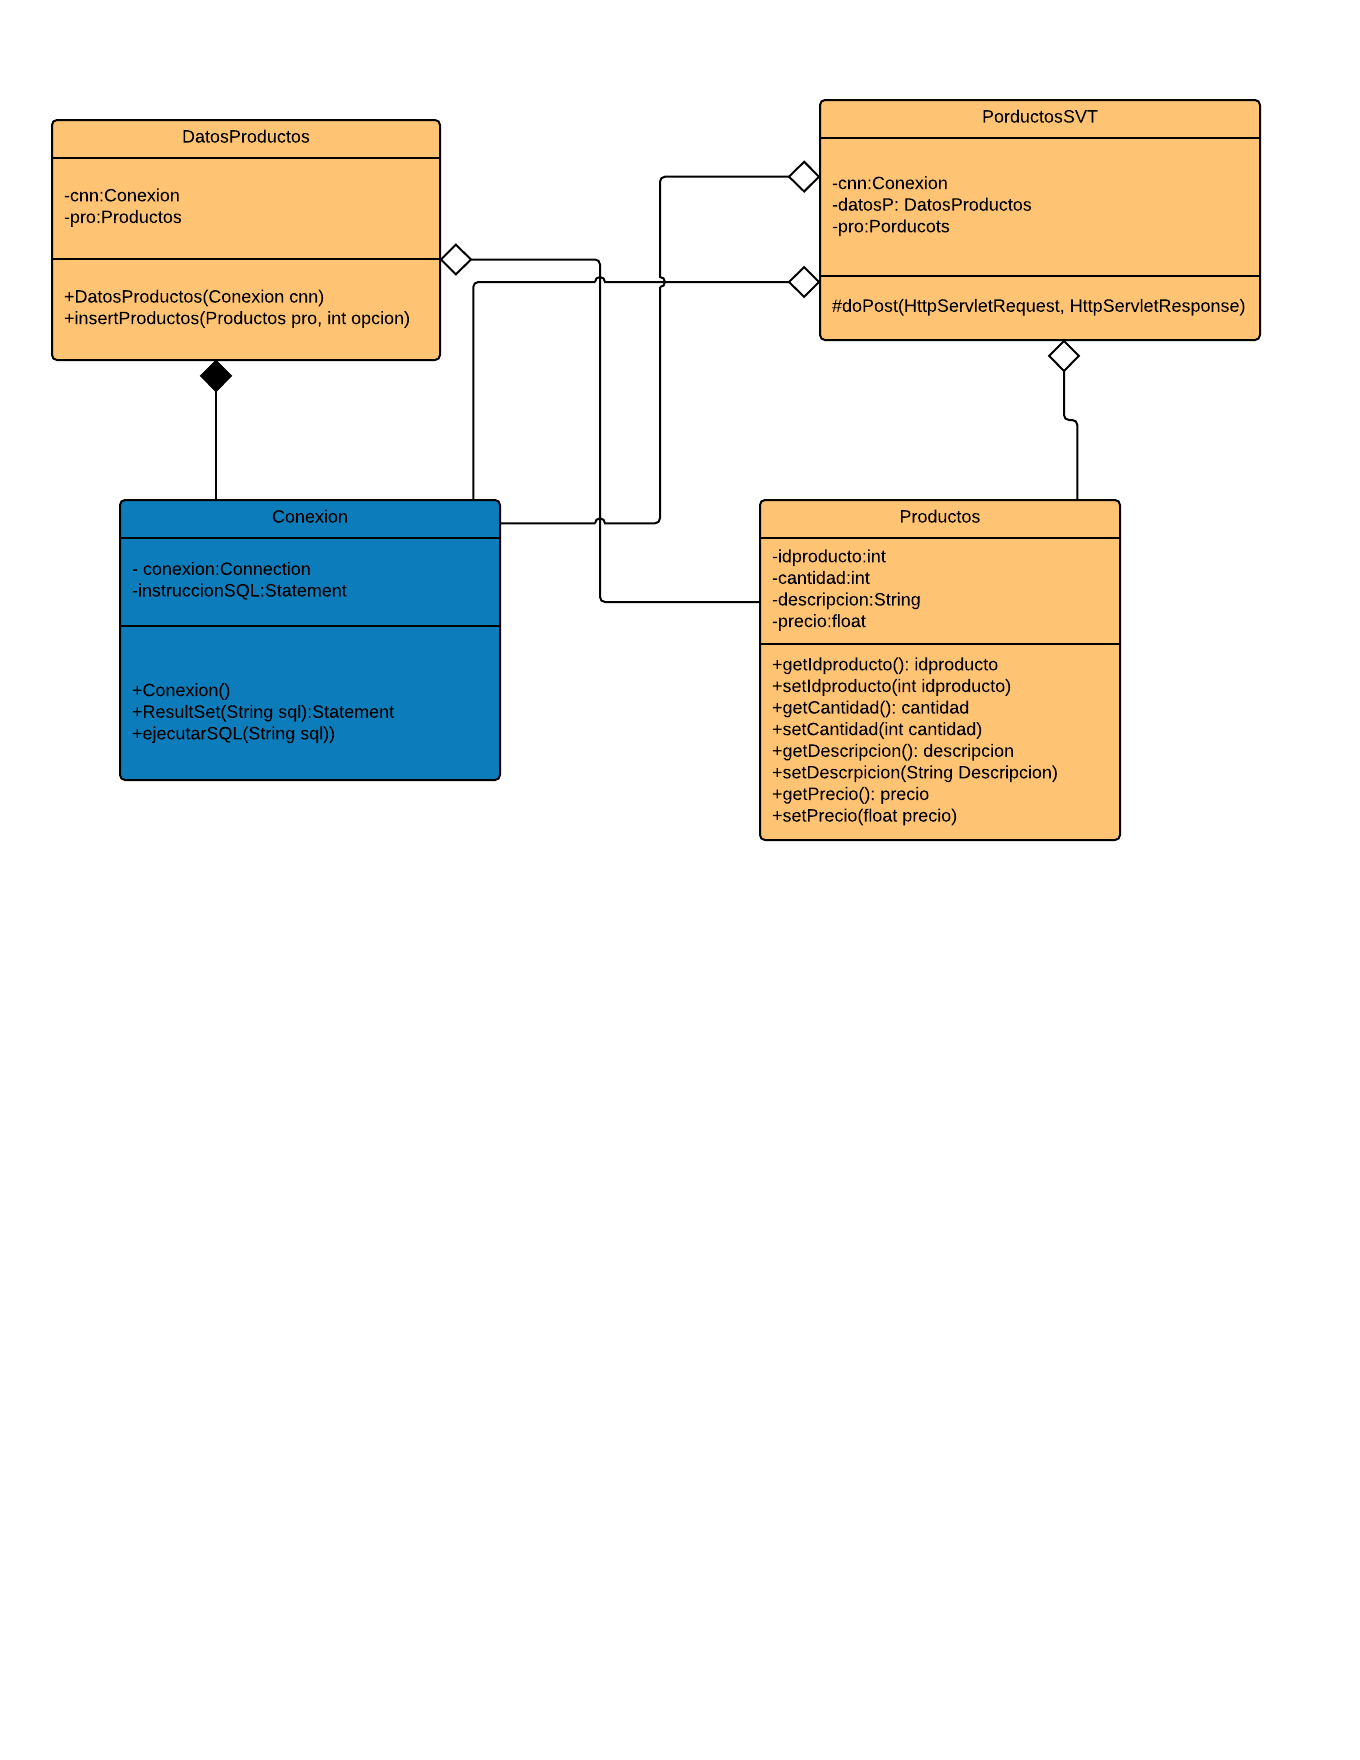 DatosProductos
-cnn:Conexion
-pro:Productos
+DatosProductos(Conexion cnn)
+insertProductos(Productos pro, int opcion)
PorductosSVT
-cnn:Conexion
-datosP: DatosProductos
-pro:Porducots
#doPost(HttpServletRequest, HttpServletResponse)
Conexion
- conexion:Connection
-instruccionSQL:Statement
+Conexion()
+ResultSet(String sql):Statement
+ejecutarSQL(String sql))
Productos
-idproducto:int
-cantidad:int
-descripcion:String
-precio:float
+getIdproducto(): idproducto
+setIdproducto(int idproducto)
+getCantidad(): cantidad
+setCantidad(int cantidad)
+getDescripcion(): descripcion
+setDescrpicion(String Descripcion)
+getPrecio(): precio
+setPrecio(float precio)